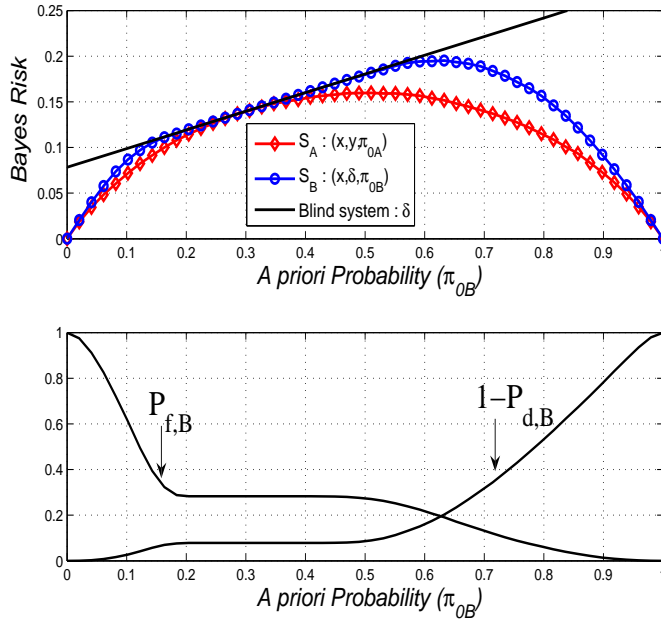 0.25
0.2
0.15
0.1
0.05
0
Bayes Risk
S_A : (x,y,π_0A)
S_B : (x,δ,π_0B)
Blind system : δ
0 0.1 0.2 0.3 0.4 0.5 0.6 0.7 0.8 0.9
A priori Probability (π_0B)
1
0.8
0.6
0.4
0.2
0
P_f,B
1−P_d,B
0 0.1 0.2 0.3 0.4 0.5 0.6 0.7 0.8 0.9
A priori Probability (π_0B)